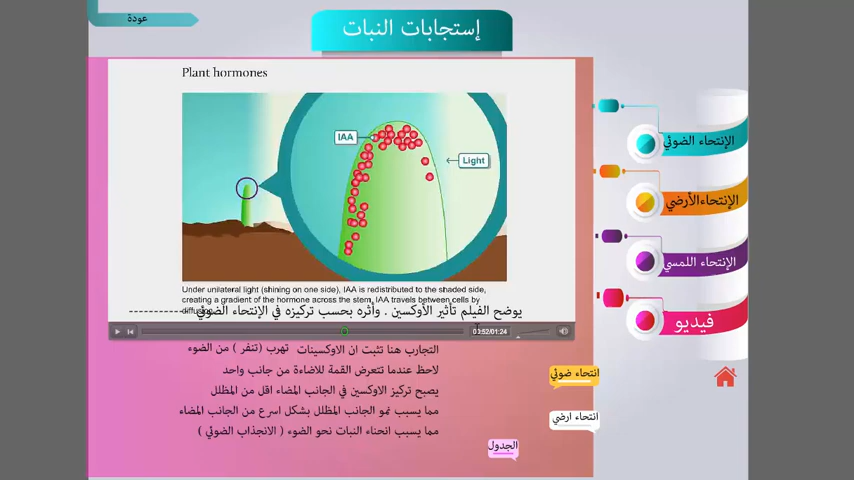 عودة
إستجابات النبات
Plant hormones
IAA
Light
Under unilateral light (shining on one side), IAA is redistributed to the shaded side,
creating a gradient of the hormone across the stem. IAA travels between cells by
يوضح الفيلم تأثير الأوكسين . وأثره بحسب تركيزه في الإنتحاء الضوئي
00:52/01:24
التجارب هنا تثبت ان الاوكسينات تهرب (تنفر ) من الضوء
لاحظ عندما تتعرض القمة للاضاءة من جانب واحد
يصبح تركيز الاوكسين في الجانب المضاء اقل من المظلل
مما يسبب نمو الجانب المظلل بشكل اسرع من الجانب المضاء
مما يسبب انحناء النبات نحو الضوء ( الانجذاب الضوئي )
الإنتحاء الضوئي
الإنتحاءالأرضي
الإنتحاء اللمسي
فيديو
انتحاء ضوئي
انتحاء ارضي
الجدول